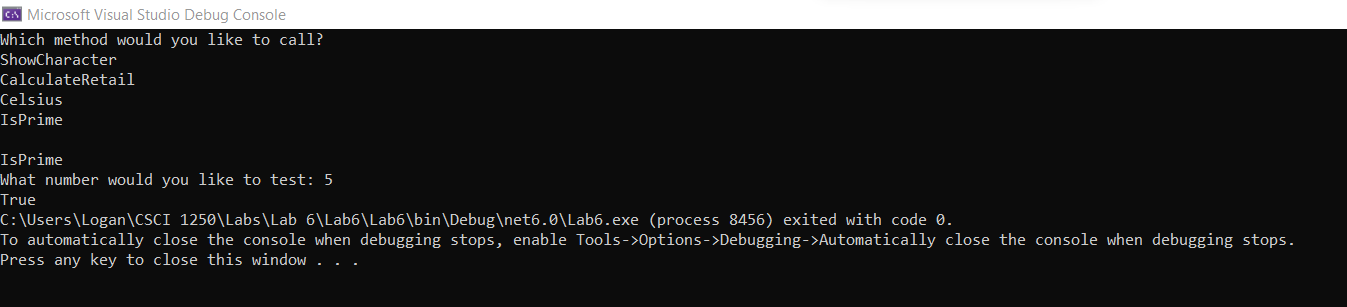 Microsoft Visual Studio Debug Console
Which method would you like to call?
ShowCharacter
CalculateRetail
Celsius
IsPrime
IsPrime
What number would you like to test: 5
True
C:\Users\Logan\CSCI 1250\Labs\Lab 6\Lab6\Lab6\bin\Debug\net6.0\Lab6.exe (process 8456) exited with code 0.
To automatically close the console when debugging stops, enable Tools->Options->Debugging->Automatically close the console when debugging stops.
Press any key to close this window . . .